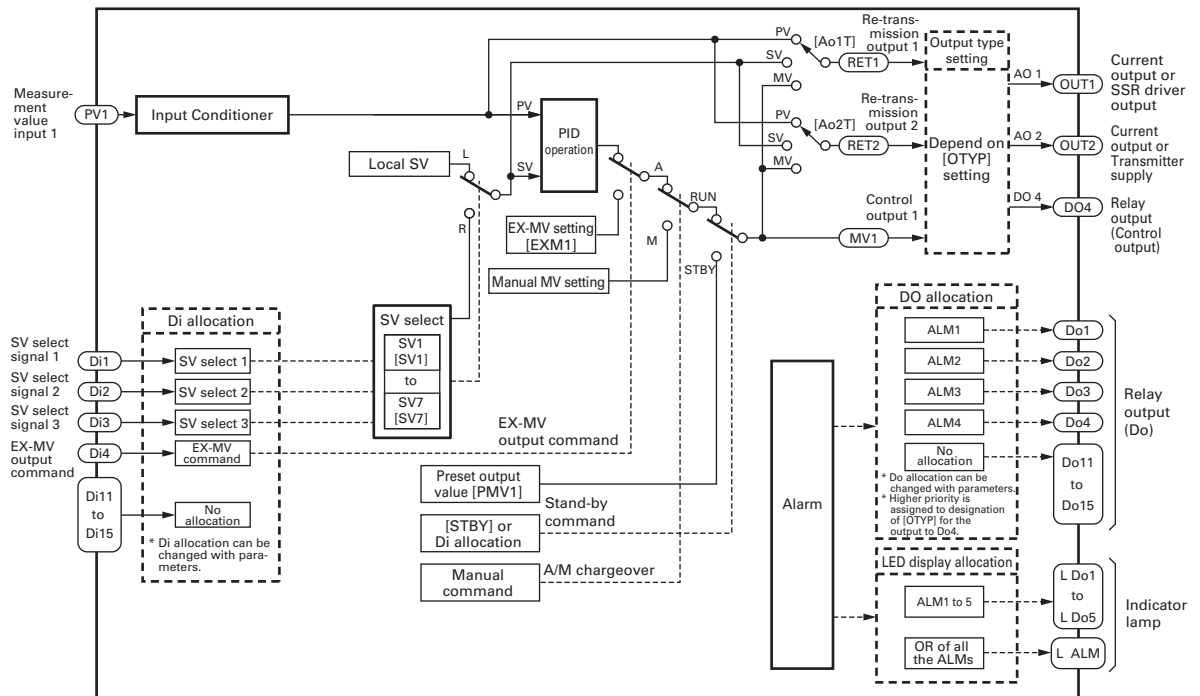 Measure-
ment
value
input 1
PV1
Input Conditioner
PV
SV
PID
operation
Local SV
L
R
A
M
RUN
STBY
EX-MV setting
[EXM1]
Manual MV setting
PV
SV
MV
[Ao1T]
Re-trans-
mission
output 1
RET1
PV
SV
MV
[Ao2T]
Re-trans-
mission
output 2
RET2
Control
output 1
MV1
Output type
setting
Depend on
[OTYP]
setting
AO 1
OUT1
Current
output or
SSR driver
output
AO 2
OUT2
Current
output or
Transmitter
supply
DO 4
DO4
Relay
output
(Control
output)
SV select
signal 1
Di1
SV select
signal 2
Di2
SV select
signal 3
Di3
EX-MV
output
command
Di4
Di11
to
Di15
Di allocation
SV select 1
SV select 2
SV select 3
EX-MV
command
No
allocation
* Di allocation can be
changed with para-
meters.
SV select
SV1
[SV1]
to
SV7
[SV7]
EX-MV
output command
Preset output
value [PMV1]
Stand-by
command
[STBY] or
Di allocation
A/M chargeover
Manual
command
Alarm
DO allocation
ALM1
ALM2
ALM3
ALM4
No
allocation
* Do allocation can be
changed with parameters.
* Higher priority is
assigned to designation
of [OTYP] for the
output to Do4.
Do1
Do2
Do3
Do4
Do11
to
Do15
Relay
output
(Do)
LED display allocation
ALM1 to 5
OR of all
the ALMs
L Do1
to
L Do5
L ALM
Indicator
lamp